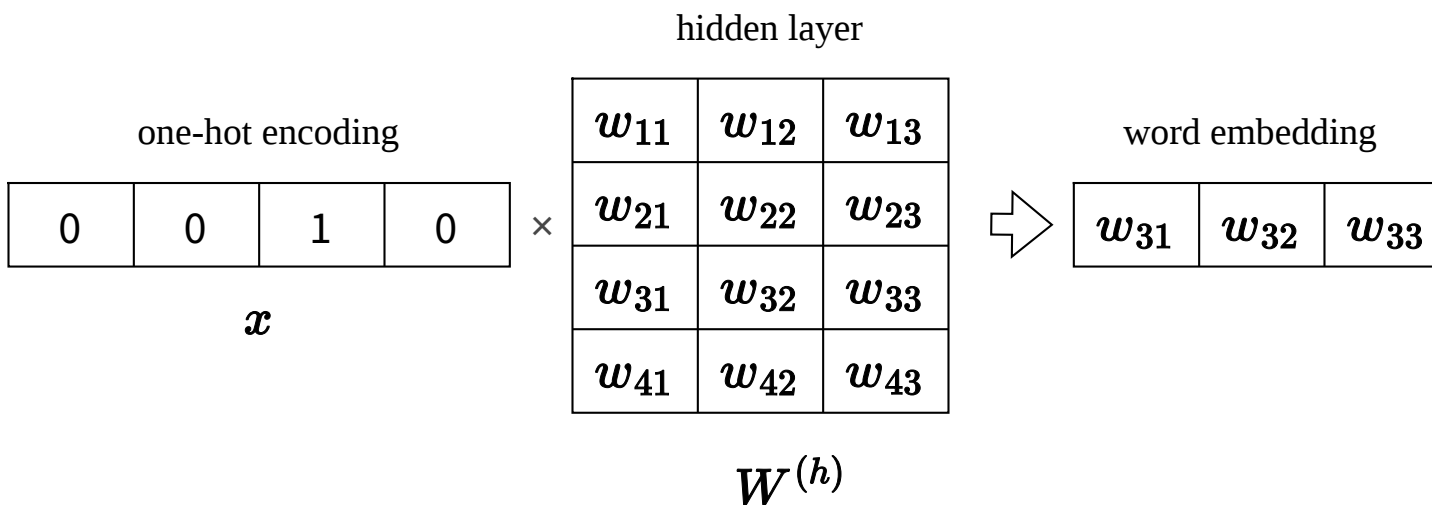 hidden layer
one-hot encoding
word embedding
0 0 1 0
×
w11 w12 w13
w21 w22 w23
w31 w32 w33
w41 w42 w43
w31 w32 w33
x
W(h)